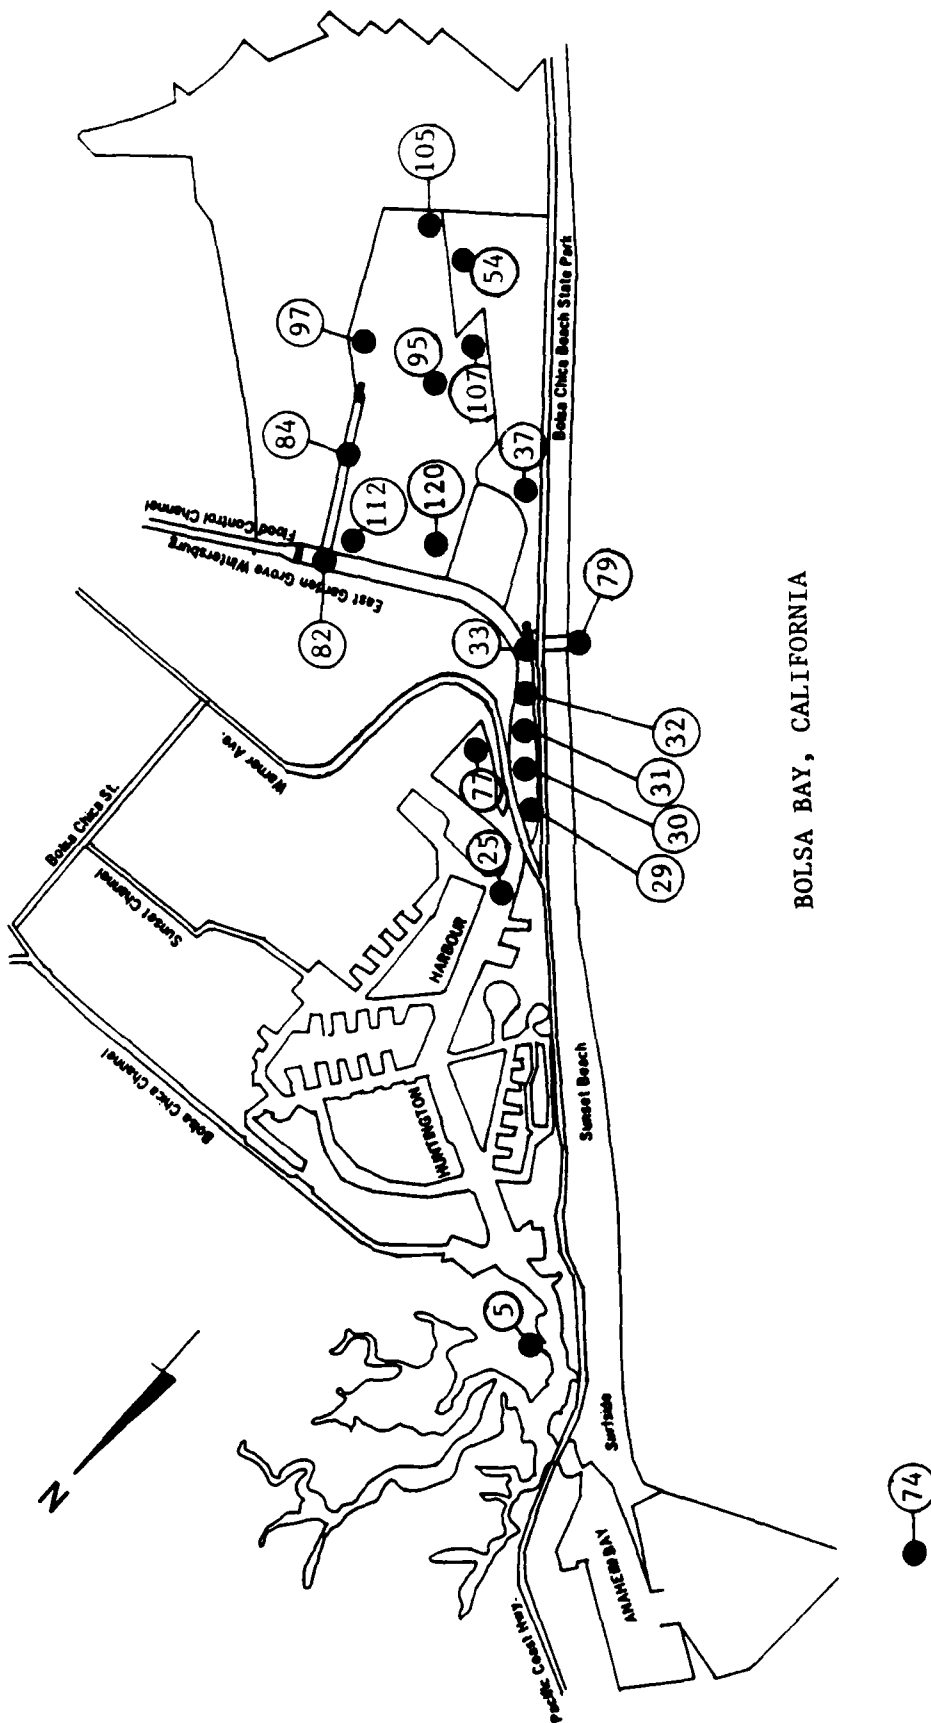 N
Pacific Coast Hwy.
ANAHEIM BAY
Surfside
Sunset Beach
Bolsa Chica Beach State Park
Bolsa Chica Channel
Sunset Channel
Bolsa Chica St.
Warner Ave.
HUNTINGTON
HARBOUR
East Garden Grove Wintersburg
Flood Control Channel
74
5
25
77
29
30
31
32
33
79
82
84
112
120
37
97
95
107
54
105
BOLSA BAY, CALIFORNIA